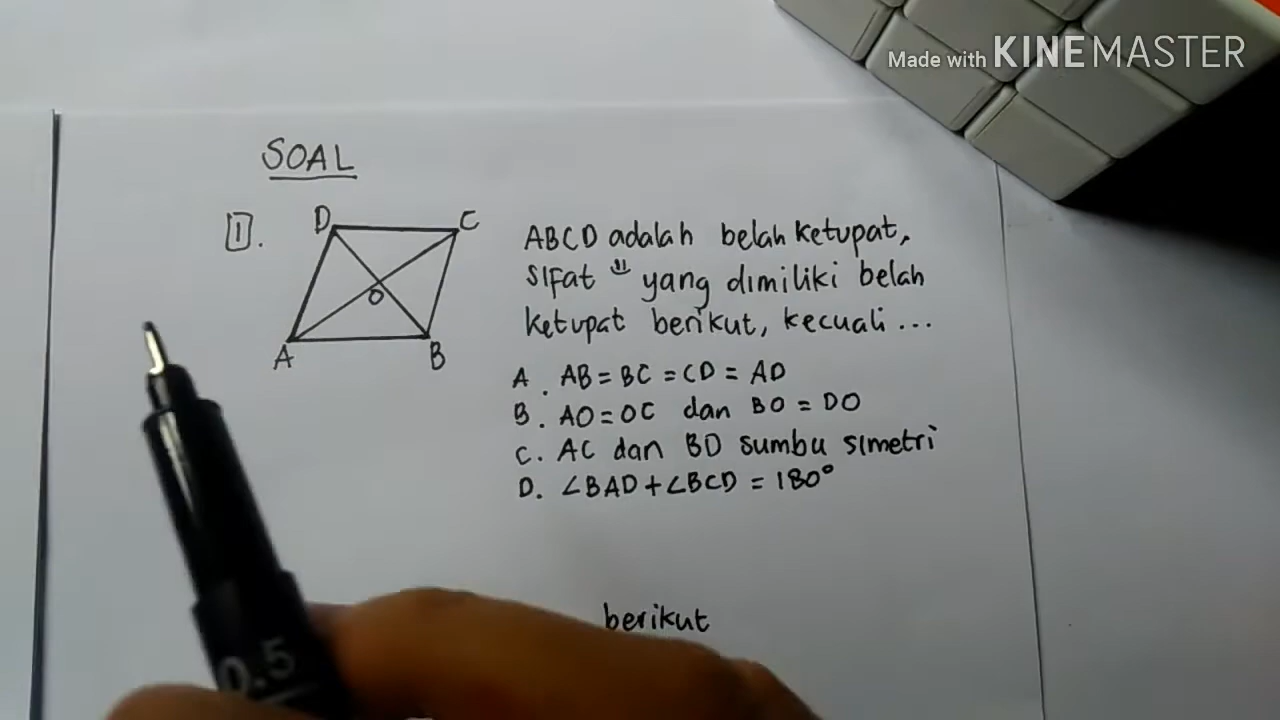 Made with KINEMASTER
SOAL
1.
D
C
O
A
B
ABCD adalah belah ketupat,
sifat " yang dimiliki belah
ketupat berikut, kecuali ...
A. AB = BC = CD = AD
B. AO = OC dan BO = DO
C. AC dan BD sumbu simetri
D. ∠BAD + ∠BCD = 180°
berikut
0.5